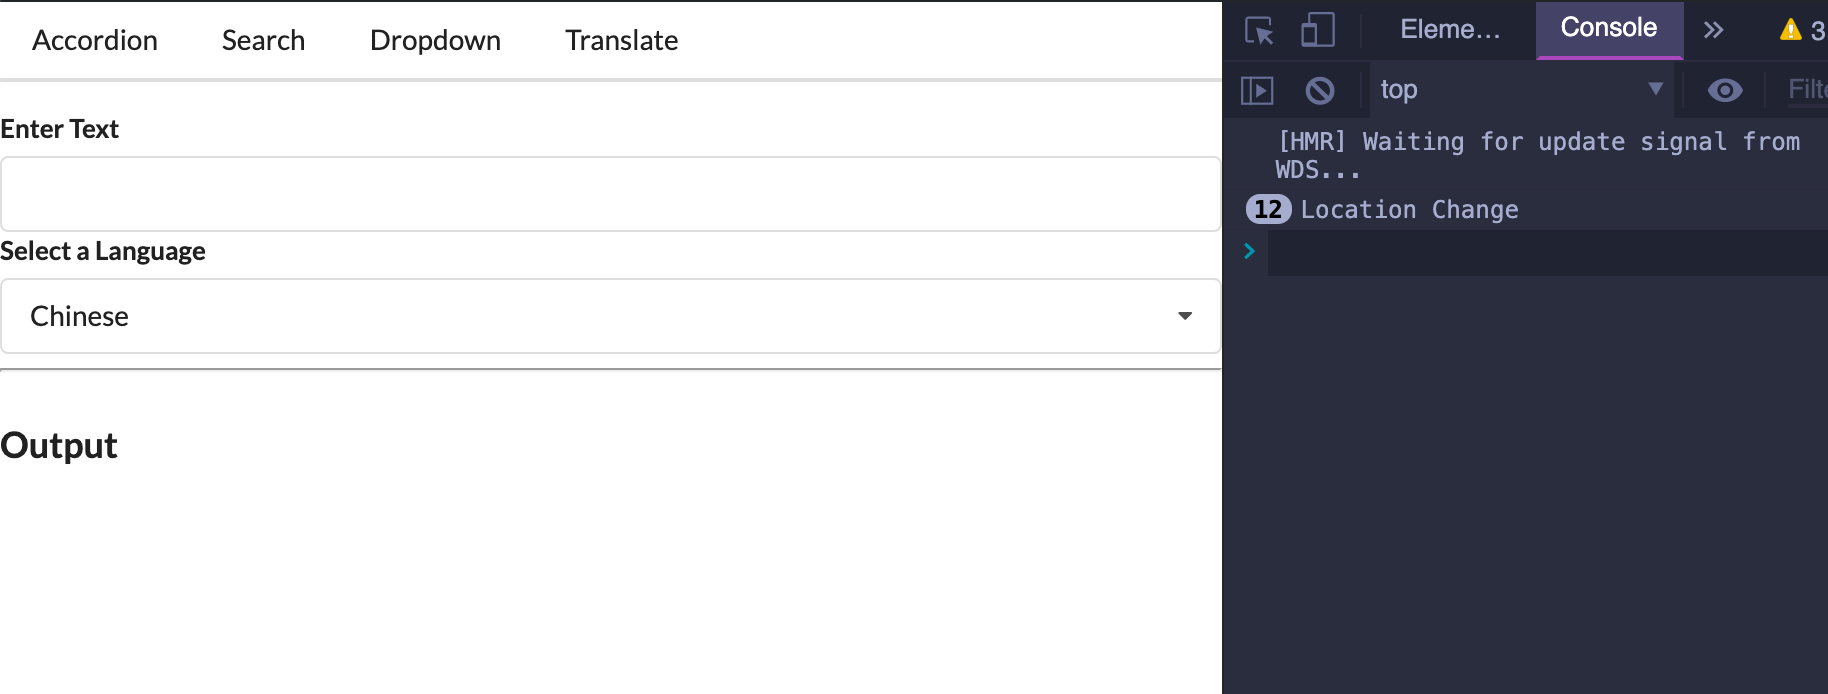 Accordion Search Dropdown Translate
Enter Text
Select a Language
Chinese
Output
Eleme... Console 3
top Filt
[HMR] Waiting for update signal from
WDS...
12 Location Change